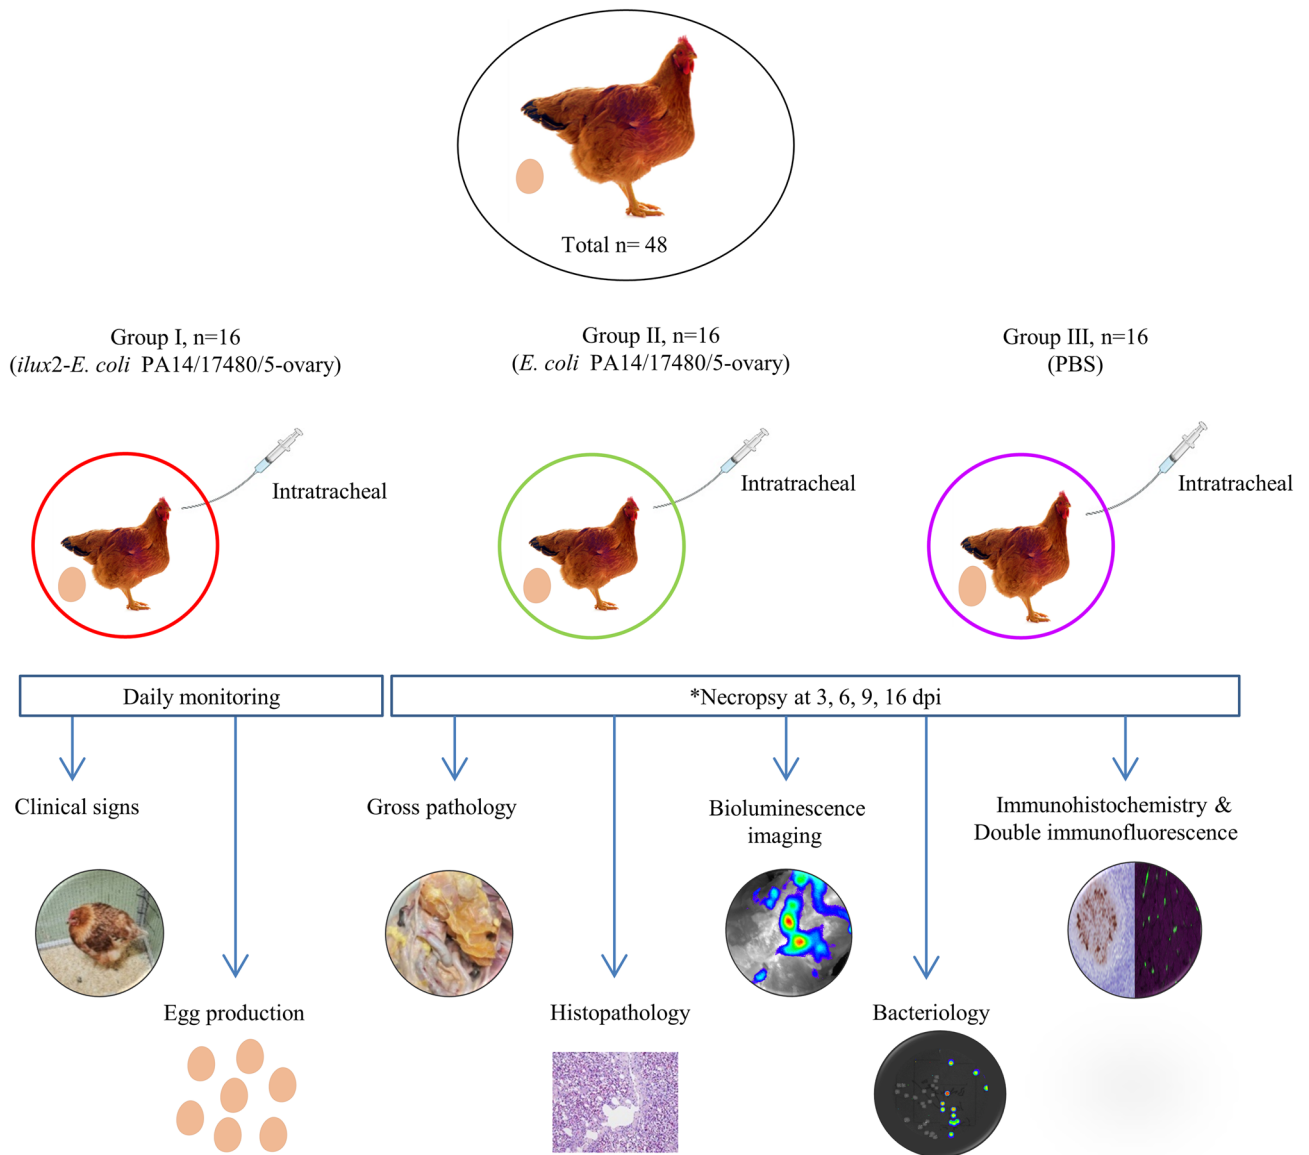 Total n= 48
Group I, n=16
(ilux2-E. coli PA14/17480/5-ovary)
Group II, n=16
(E. coli PA14/17480/5-ovary)
Group III, n=16
(PBS)
Intratracheal
Intratracheal
Intratracheal
Daily monitoring
*Necropsy at 3, 6, 9, 16 dpi
Clinical signs
Gross pathology
Bioluminescence
imaging
Immunohistochemistry &
Double immunofluorescence
Egg production
Histopathology
Bacteriology